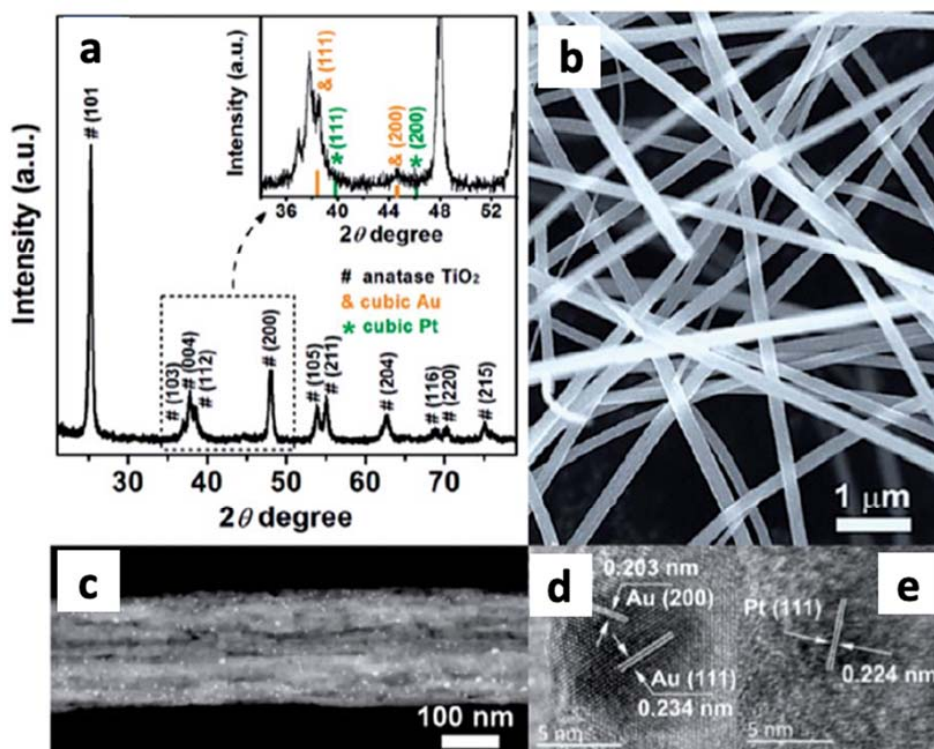 a
Intensity (a.u.)
# (101
# (103)
# (004)
# (112)
# (200)
# (105)
# (211)
# (204)
# (116)
# (220)
# (215)
30 40 50 60 70
2θ degree
Intensity (a.u.)
& (111)
* (111)
& (200)
* (200)
36 40 44 48 52
2θ degree
# anatase TiO₂
& cubic Au
* cubic Pt
b
1 µm
c
100 nm
d
0.203 nm
Au (200)
Au (111)
0.234 nm
5 nm
e
Pt (111)
0.224 nm
5 nm